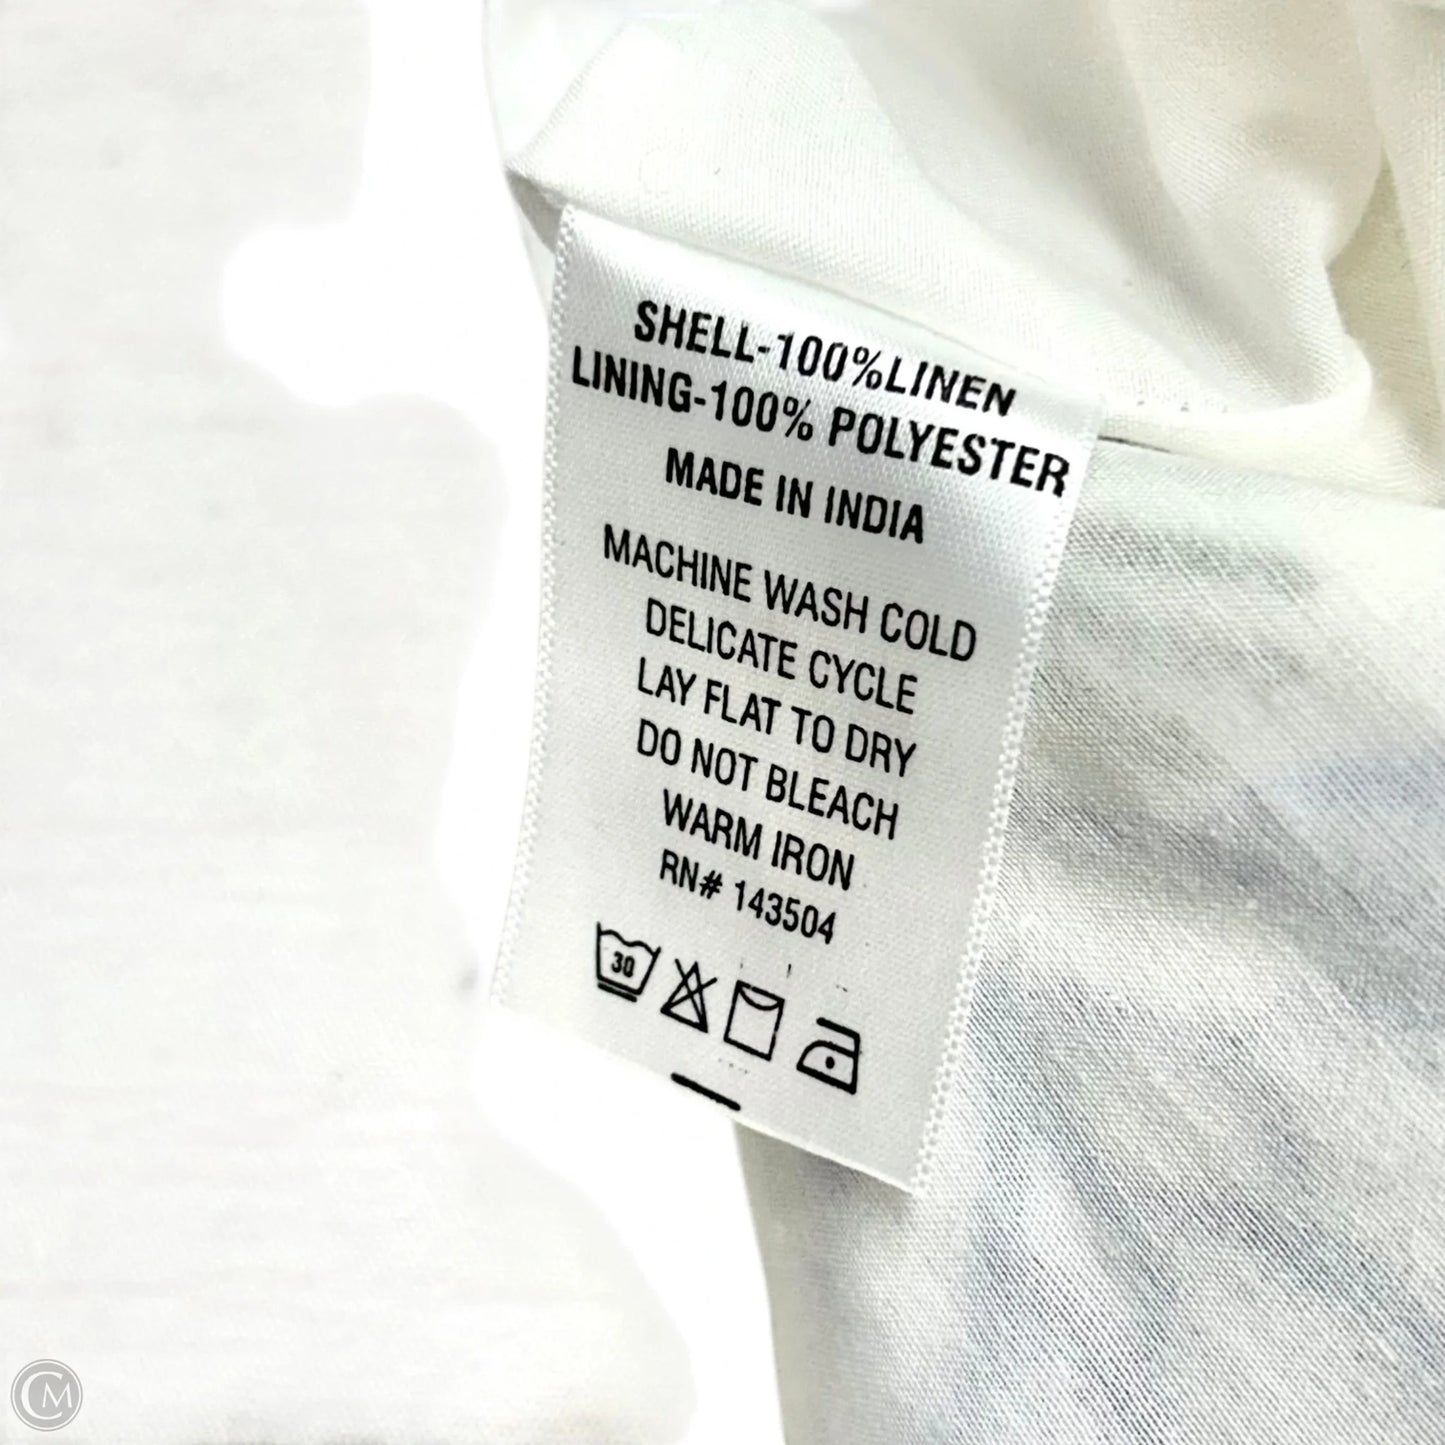 SHELL-100%LINEN
LINING-100% POLYESTER
MADE IN INDIA
MACHINE WASH COLD
DELICATE CYCLE
LAY FLAT TO DRY
DO NOT BLEACH
WARM IRON
RN# 143504
30
CM